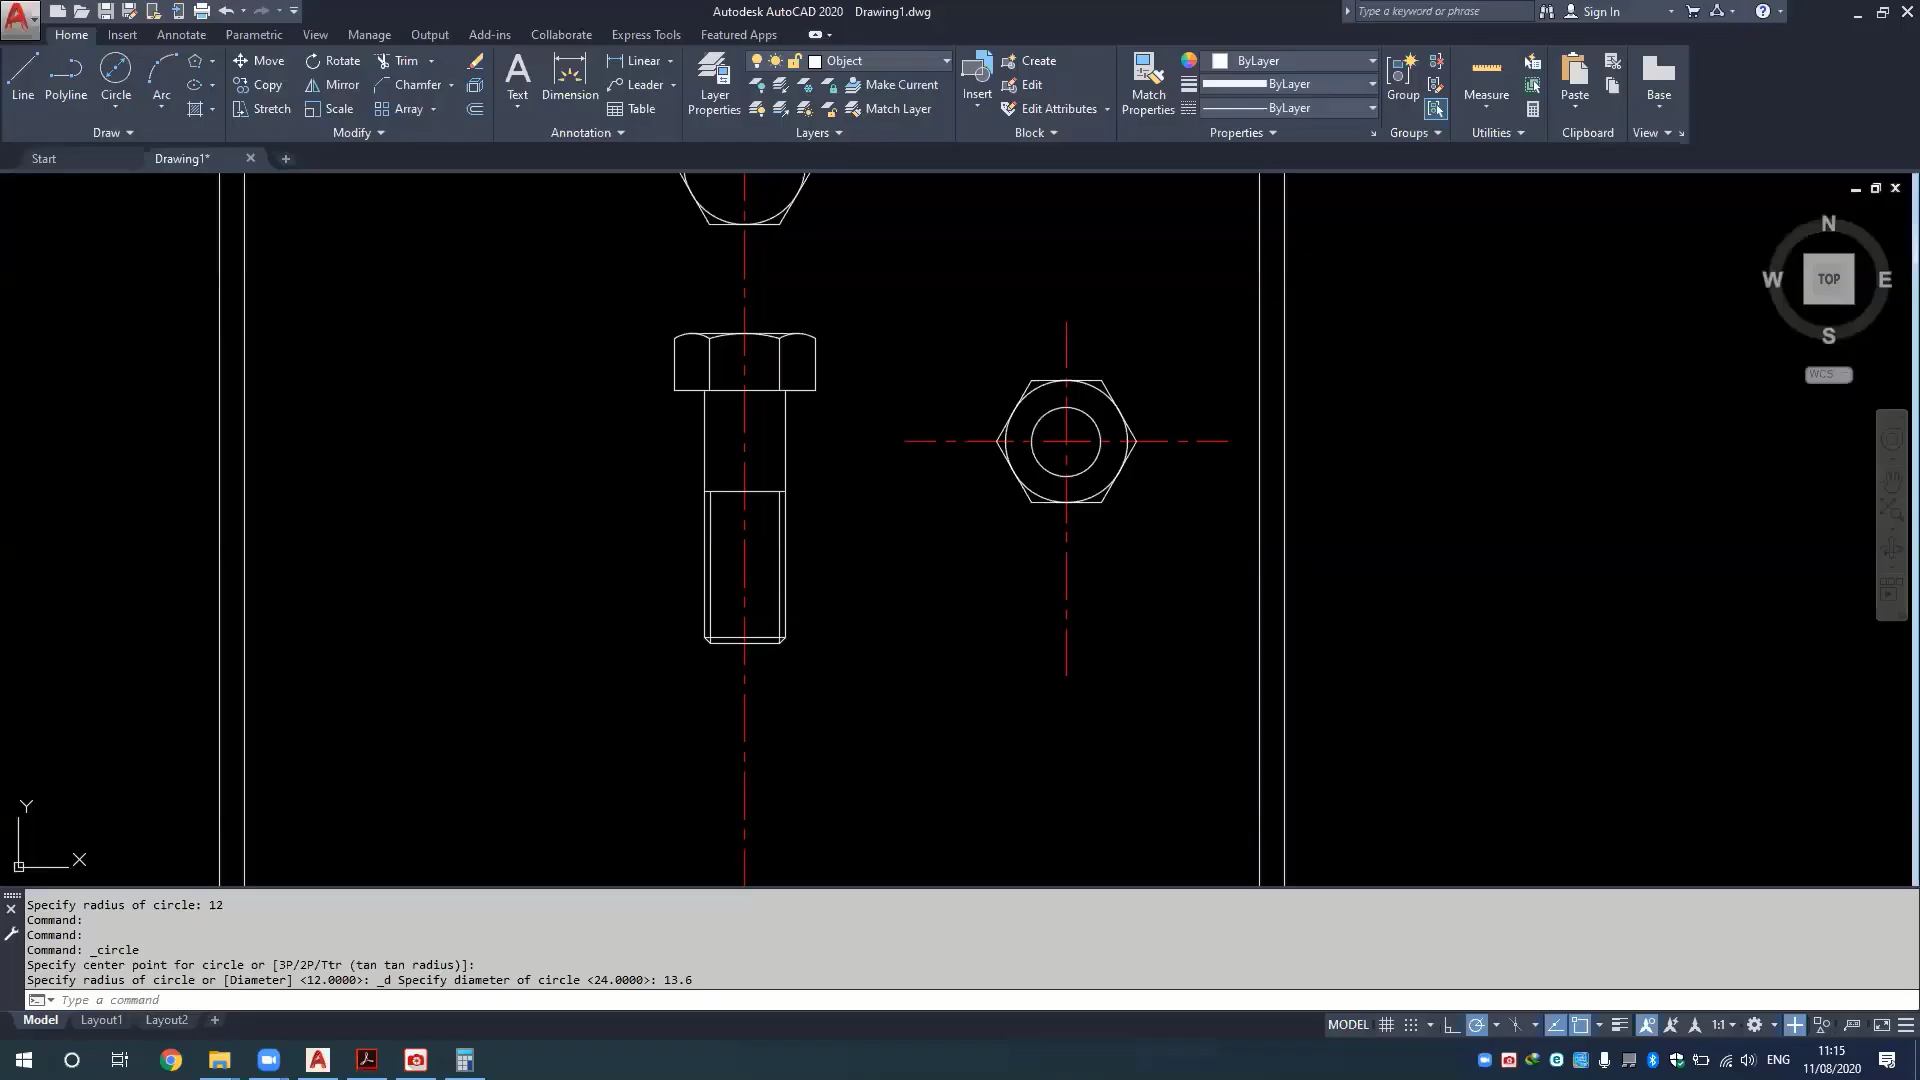 Autodesk AutoCAD 2020 Drawing1.dwg
Type a keyword or phrase
Sign In
Home Insert Annotate Parametric View Manage Output Add-ins Collaborate Express Tools Featured Apps
Line Polyline Circle Arc
Move Rotate Trim
Copy Mirror Chamfer
Stretch Scale Array
Text Dimension
Linear
Leader
Table
Layer Properties
Object
Make Current
Match Layer
Insert
Create
Edit
Edit Attributes
Match Properties
ByLayer
ByLayer
ByLayer
Group
Measure
Paste
Base
Draw Modify Annotation Layers Block Properties Groups Utilities Clipboard View
Start Drawing1*
N
W TOP E
S
WCS
Y
X
Specify radius of circle: 12
Command:
Command:
Command: _circle
Specify center point for circle or [3P/2P/Ttr (tan tan radius)]:
Specify radius of circle or [Diameter] <12.0000>: _d Specify diameter of circle <24.0000>: 13.6
Type a command
Model Layout1 Layout2 +
MODEL 1:1
ENG
11:15
11/08/2020